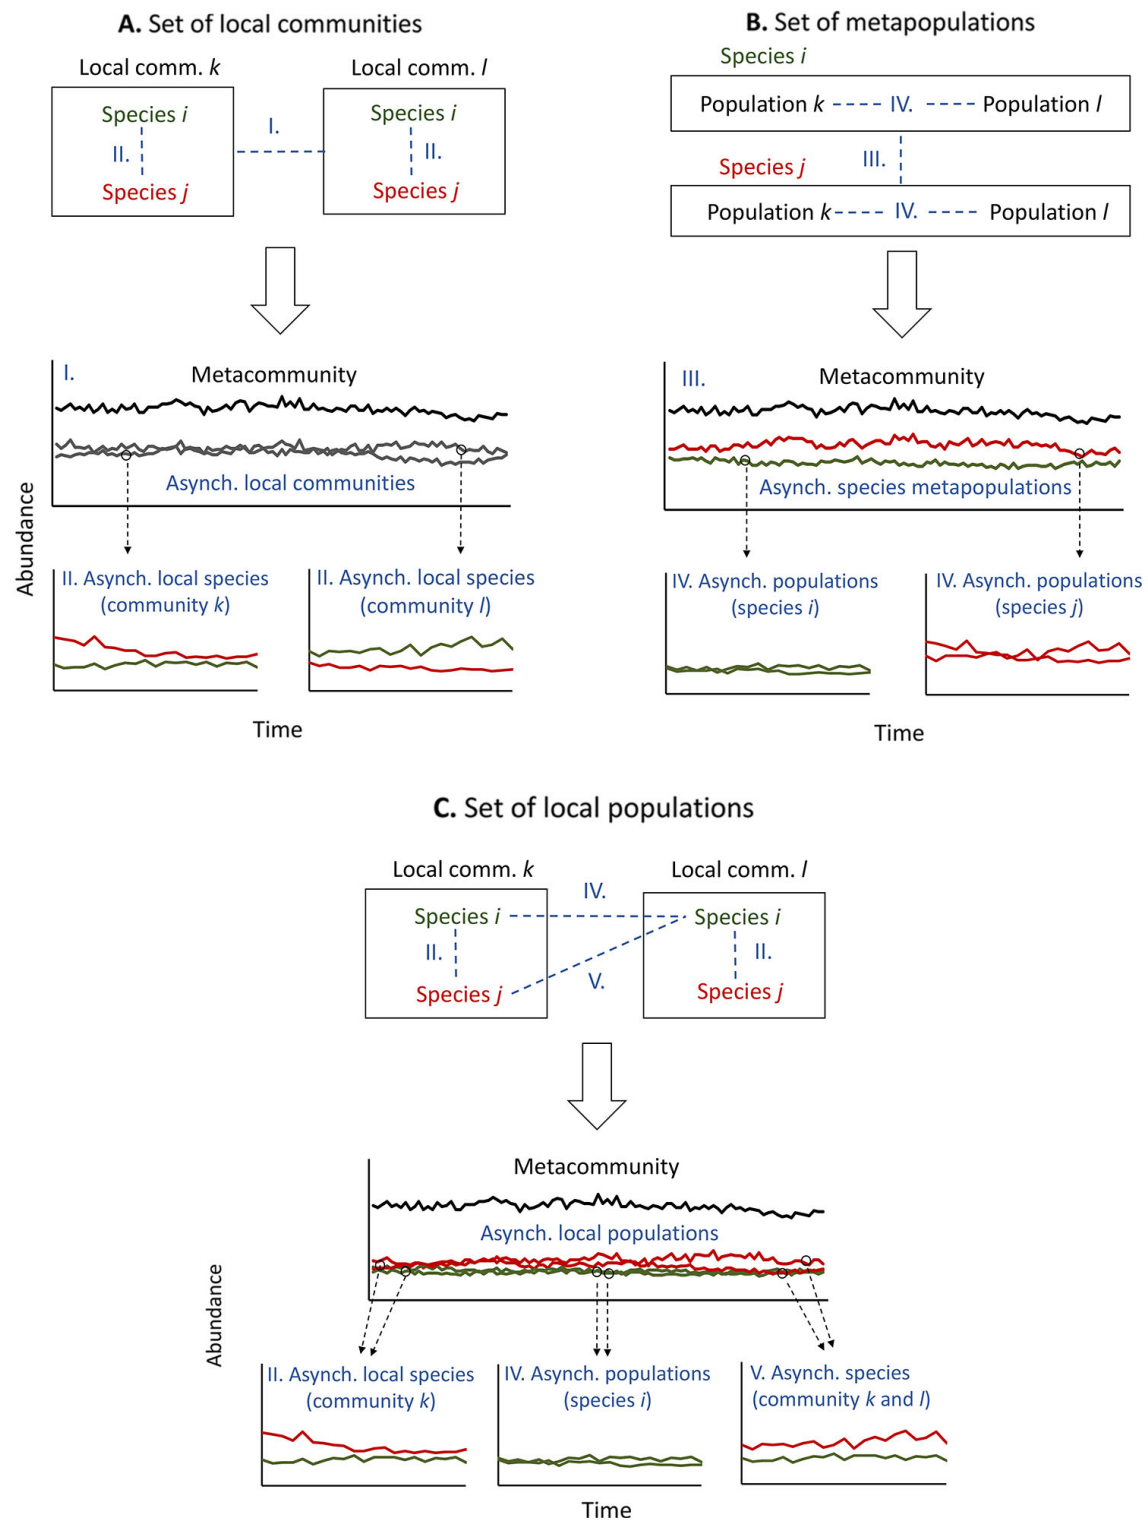 A. Set of local communities
Local comm. k
Local comm. l
Species i
II.
Species j
I.
Species i
II.
Species j
I.
Metacommunity
Asynch. local communities
Abundance
II. Asynch. local species
(community k)
II. Asynch. local species
(community l)
Time
B. Set of metapopulations
Species i
Population k
IV.
Population l
III.
Species j
Population k
IV.
Population l
III.
Metacommunity
Asynch. species metapopulations
IV. Asynch. populations
(species i)
IV. Asynch. populations
(species j)
Time
C. Set of local populations
Local comm. k
Local comm. l
Species i
II.
Species j
IV.
V.
Species i
II.
Species j
Metacommunity
Asynch. local populations
Abundance
II. Asynch. local species
(community k)
IV. Asynch. populations
(species i)
V. Asynch. species
(community k and l)
Time